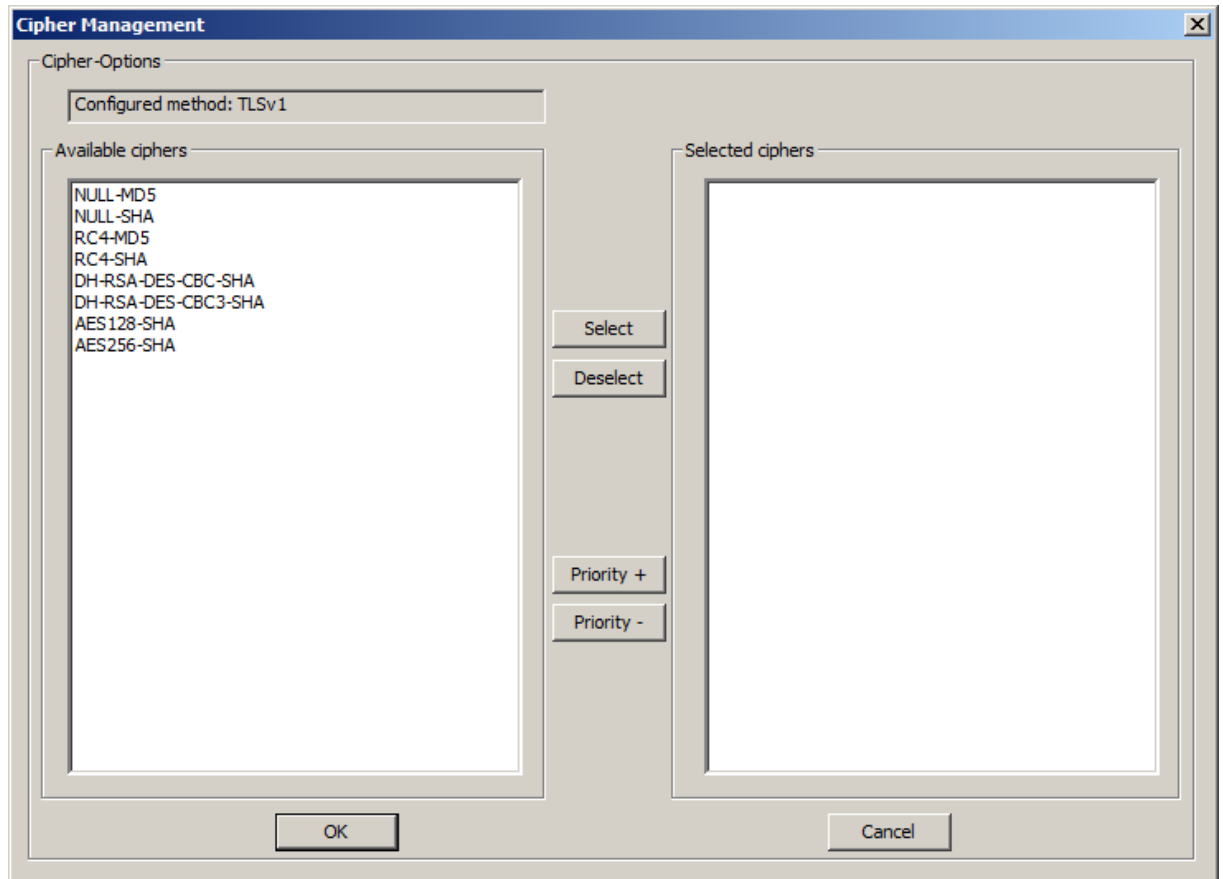 Cipher Management
Cipher-Options
Configured method: TLSv1
Available ciphers
NULL-MD5
NULL-SHA
RC4-MD5
RC4-SHA
DH-RSA-DES-CBC-SHA
DH-RSA-DES-CBC3-SHA
AES128-SHA
AES256-SHA
Select
Deselect
Priority +
Priority -
Selected ciphers
OK
Cancel